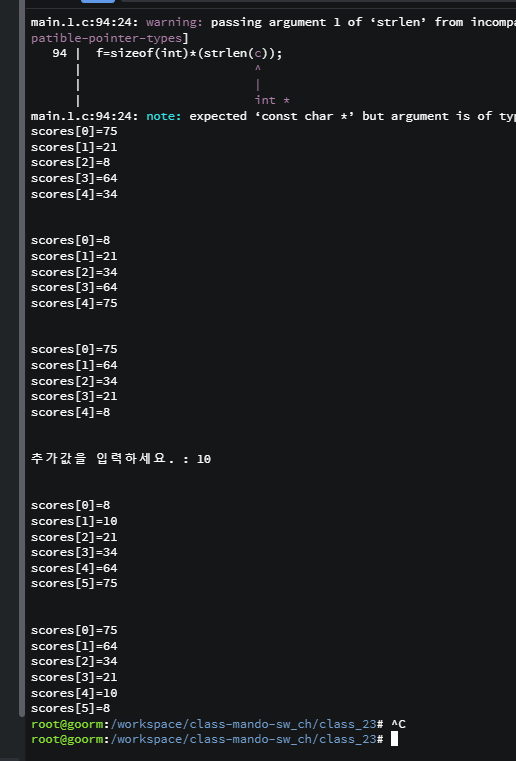 main.1.c:94:24: warning: passing argument 1 of ‘strlen’ from incompa
patible-pointer-types]
94 | f=sizeof(int)*(strlen(c));
| ^
| |
| int *
main.1.c:94:24: note: expected ‘const char *’ but argument is of typ
scores[0]=75
scores[1]=21
scores[2]=8
scores[3]=64
scores[4]=34
scores[0]=8
scores[1]=21
scores[2]=34
scores[3]=64
scores[4]=75
scores[0]=75
scores[1]=64
scores[2]=34
scores[3]=21
scores[4]=8
추가값을 입력하세요. : 10
scores[0]=8
scores[1]=10
scores[2]=21
scores[3]=34
scores[4]=64
scores[5]=75
scores[0]=75
scores[1]=64
scores[2]=34
scores[3]=21
scores[4]=10
scores[5]=8
root@goorm:/workspace/class-mando-sw_ch/class_23# ^C
root@goorm:/workspace/class-mando-sw_ch/class_23#